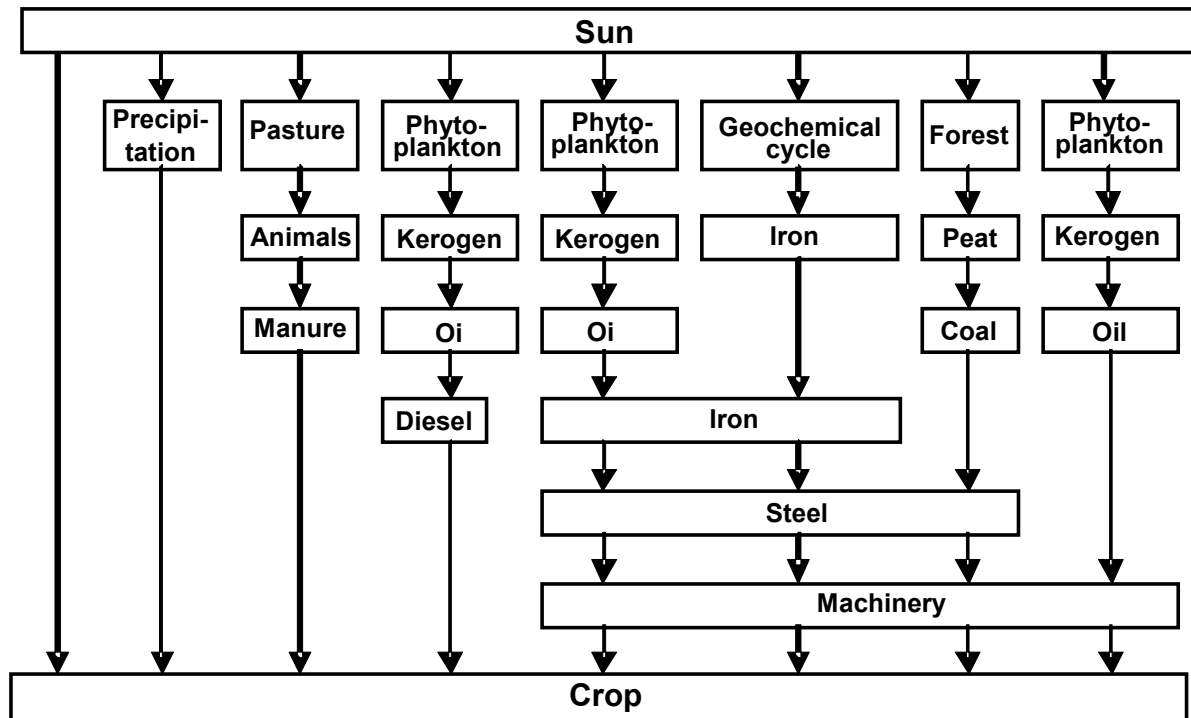 Sun
Precipi-
tation
Pasture
Phyto-
plankton
Phyto-
plankton
Geochemical
cycle
Forest
Phyto-
plankton
Animals
Kerogen
Kerogen
Iron
Peat
Kerogen
Manure
Oi
Oi
Coal
Oil
Diesel
Iron
Steel
Machinery
Crop